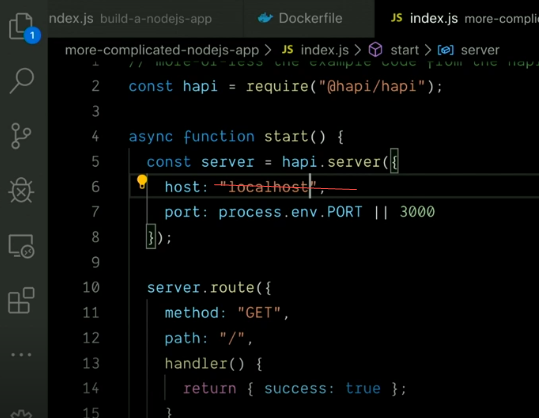 ndex.js build-a-nodejs-app Dockerfile JS index.js more-compli
more-complicated-nodejs-app > JS index.js > start > server
1 // more-or-less the example code from the hapi
2 const hapi = require("@hapi/hapi");
3
4 async function start() {
5 const server = hapi.server({
6 host: "localhost",
7 port: process.env.PORT || 3000
8 });
9
10 server.route({
11 method: "GET",
12 path: "/",
13 handler() {
14 return { success: true };
15 }
1